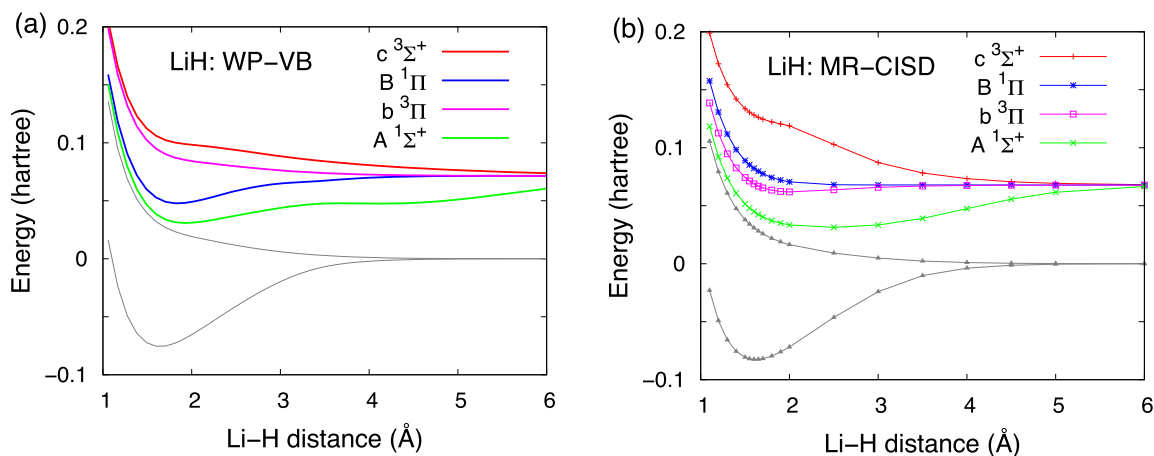 (a)
LiH: WP−VB
c ³Σ⁺
B ¹Π
b ³Π
A ¹Σ⁺
Energy (hartree)
0.2
0.1
0
−0.1
1 2 3 4 5 6
Li−H distance (Å)
(b)
LiH: MR−CISD
c ³Σ⁺
B ¹Π
b ³Π
A ¹Σ⁺
Energy (hartree)
0.2
0.1
0
−0.1
1 2 3 4 5 6
Li−H distance (Å)